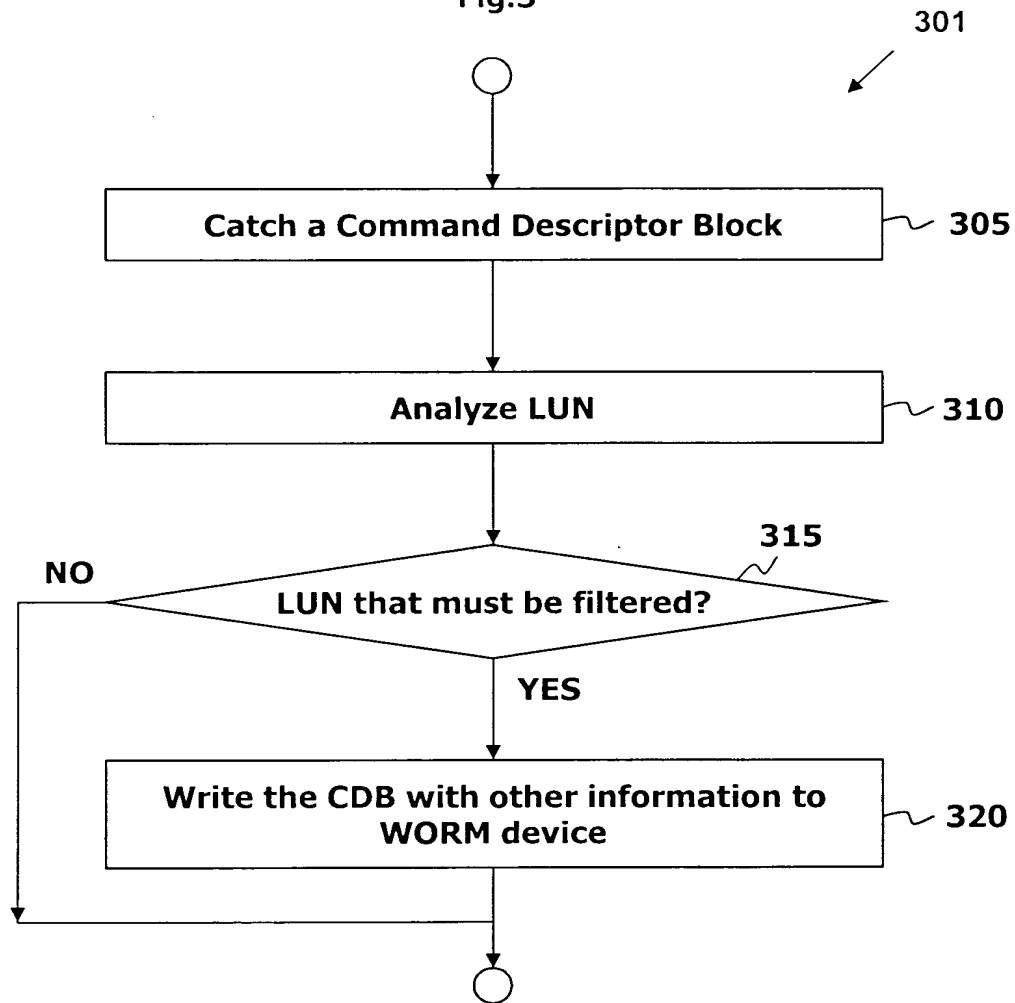 301
Catch a Command Descriptor Block
305
Analyze LUN
310
315
NO
LUN that must be filtered?
YES
Write the CDB with other information to
WORM device
320